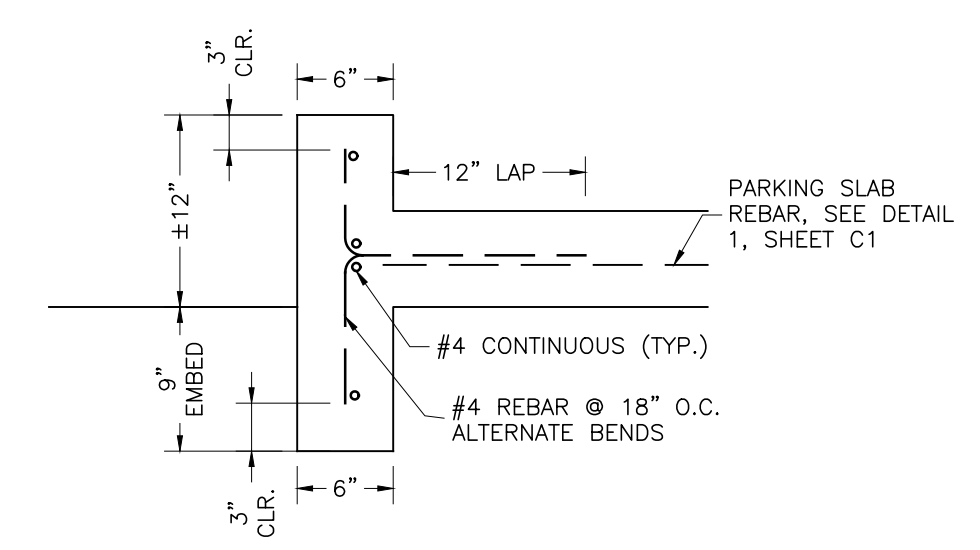 3” CLR.
6”
12” LAP
PARKING SLAB
REBAR, SEE DETAIL
1, SHEET C1
±12”
#4 CONTINUOUS (TYP.)
9”
EMBED
#4 REBAR @ 18” O.C.
ALTERNATE BENDS
6”
3”
CLR.